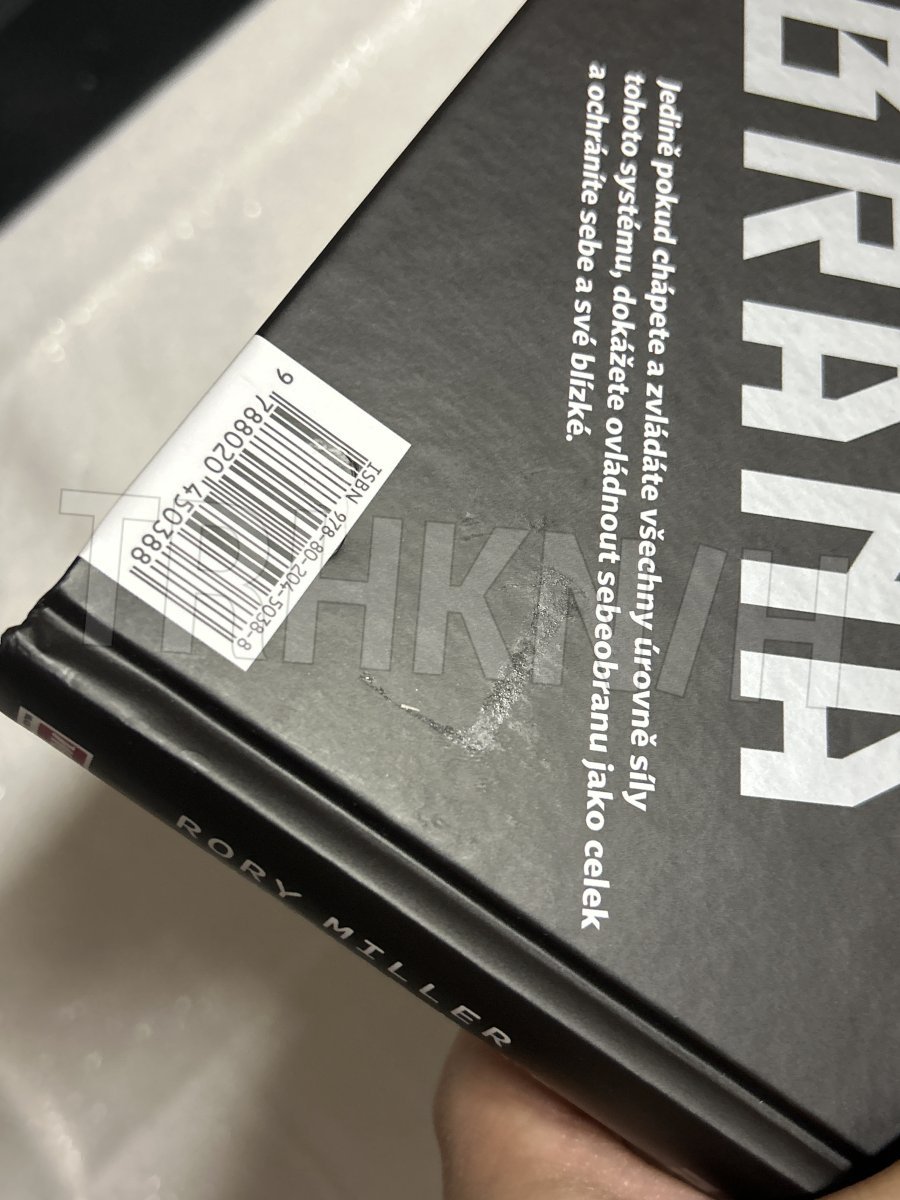 BRANA
Jedině pokud chápete a zvládáte všechny úrovně síly
tohoto systému, dokážete ovládnout sebeobranu jako celek
a ochráníte sebe a své blízké.
ISBN 978-80-204-5038-8
9 788020 450388
RORY MILLER
TRHKNIH